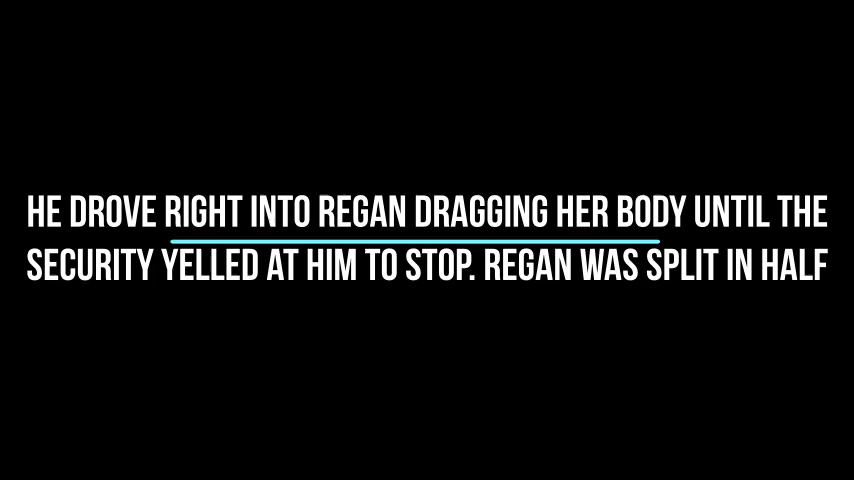 HE DROVE RIGHT INTO REGAN DRAGGING HER BODY UNTIL THE
SECURITY YELLED AT HIM TO STOP. REGAN WAS SPLIT IN HALF